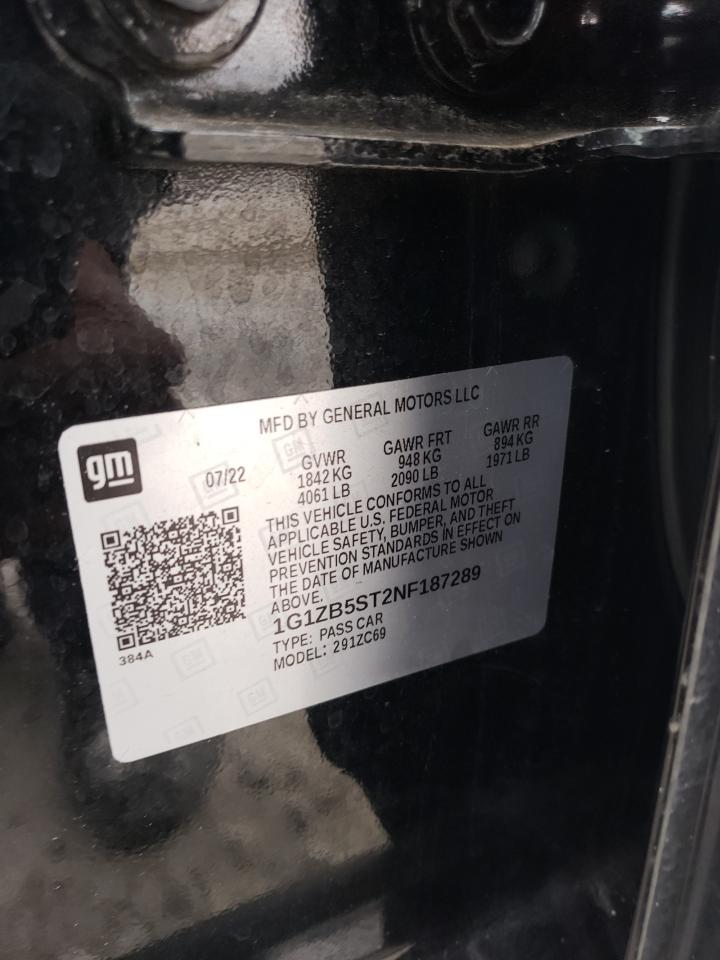 MFD BY GENERAL MOTORS LLC
gm
07/22
GVWR
1842 KG
4061 LB
GAWR FRT
948 KG
2090 LB
GAWR RR
894 KG
1971 LB
THIS VEHICLE CONFORMS TO ALL
APPLICABLE U.S. FEDERAL MOTOR
VEHICLE SAFETY, BUMPER, AND THEFT
PREVENTION STANDARDS IN EFFECT ON
THE DATE OF MANUFACTURE SHOWN
ABOVE.
1G1ZB5ST2NF187289
TYPE: PASS CAR
MODEL: 291ZC69
384A